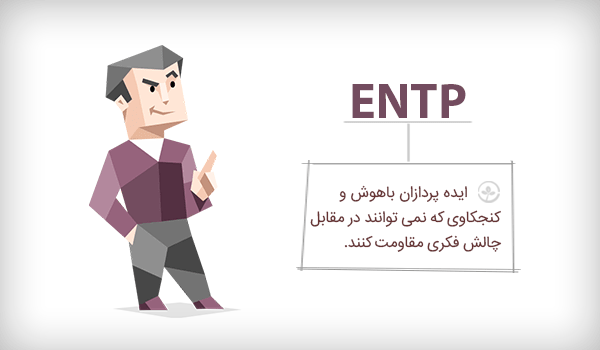 ENTP
ایده پردازان باهوش و
کنجکاوی که نمی توانند در مقابل
چالش فکری مقاومت کنند.